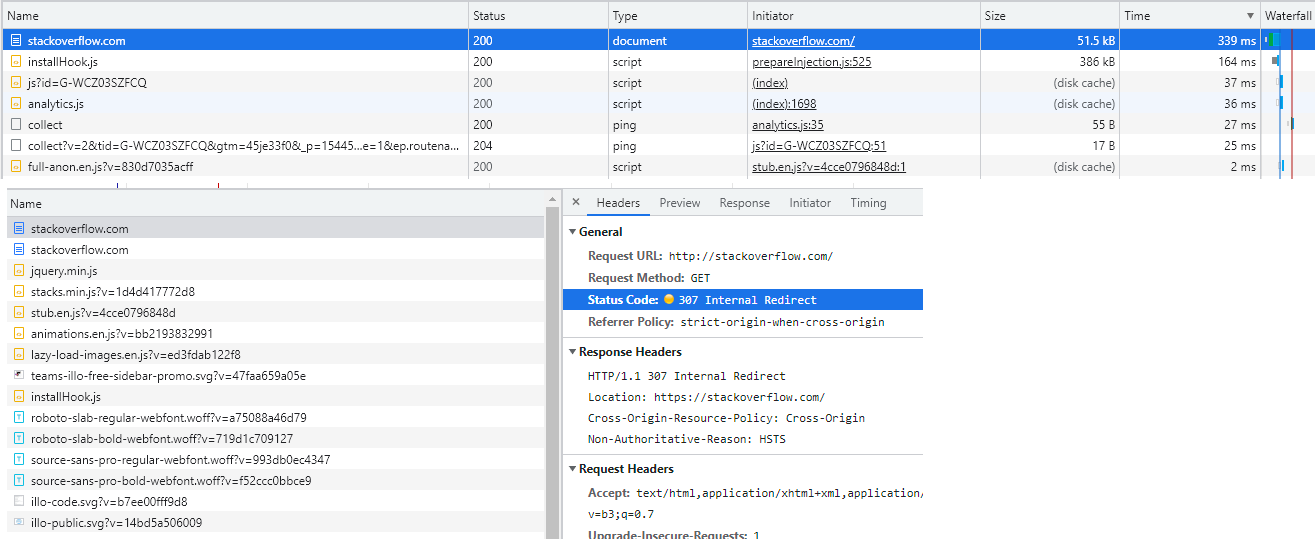 Name Status Type Initiator Size Time Waterfall
stackoverflow.com 200 document stackoverflow.com/ 51.5 kB 339 ms
installHook.js 200 script prepareInjection.js:525 386 kB 164 ms
js?id=G-WCZ03SZFCQ 200 script (index) (disk cache) 37 ms
analytics.js 200 script (index):1698 (disk cache) 36 ms
collect 200 ping analytics.js:35 55 B 27 ms
collect?v=2&tid=G-WCZ03SZFCQ&gtm=45je33f0&_p=15445...e=1&ep.routena... 204 ping js?id=G-WCZ03SZFCQ:51 17 B 25 ms
full-anon.en.js?v=830d7035acff 200 script stub.en.js?v=4cce0796848d:1 (disk cache) 2 ms
Name
stackoverflow.com
stackoverflow.com
jquery.min.js
stacks.min.js?v=1d4d417772d8
stub.en.js?v=4cce0796848d
animations.en.js?v=bb2193832991
lazy-load-images.en.js?v=ed3fdab122f8
teams-illo-free-sidebar-promo.svg?v=47faa659a05e
installHook.js
roboto-slab-regular-webfont.woff?v=a75088a46d79
roboto-slab-bold-webfont.woff?v=719d1c709127
source-sans-pro-regular-webfont.woff?v=993db0ec4347
source-sans-pro-bold-webfont.woff?v=f52ccc0bbce9
illo-code.svg?v=b7ee00fff9d8
illo-public.svg?v=14bd5a506009
× Headers Preview Response Initiator Timing
General
Request URL: http://stackoverflow.com/
Request Method: GET
Status Code: 307 Internal Redirect
Referrer Policy: strict-origin-when-cross-origin
Response Headers
HTTP/1.1 307 Internal Redirect
Location: https://stackoverflow.com/
Cross-Origin-Resource-Policy: Cross-Origin
Non-Authoritative-Reason: HSTS
Request Headers
Accept: text/html,application/xhtml+xml,application/
v=b3;q=0.7
Upgrade-Insecure-Requests: 1